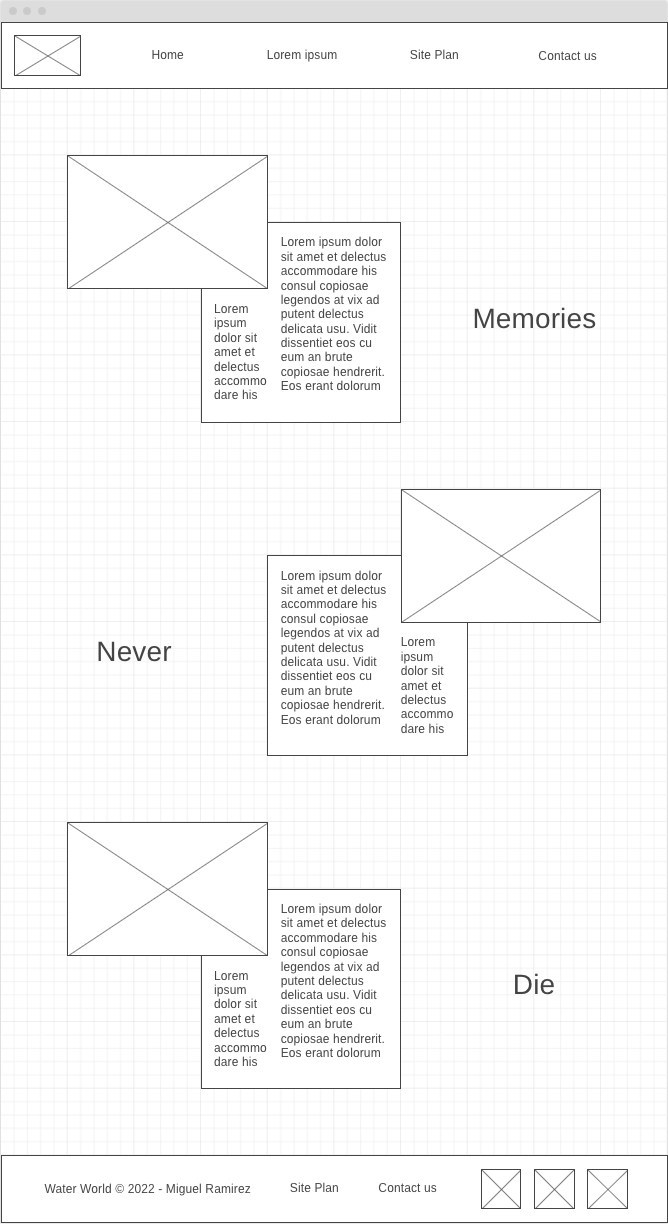 Home
Lorem ipsum
Site Plan
Contact us
Lorem ipsum dolor
sit amet et delectus
accommodare his
consul copiosae
legendos at vix ad
putent delectus
delicata usu. Vidit
dissentiet eos cu
eum an brute
copiosae hendrerit.
Eos erant dolorum
Lorem
ipsum
dolor sit
amet et
delectus
accommo
dare his
Memories
Never
Lorem ipsum dolor
sit amet et delectus
accommodare his
consul copiosae
legendos at vix ad
putent delectus
delicata usu. Vidit
dissentiet eos cu
eum an brute
copiosae hendrerit.
Eos erant dolorum
Lorem
ipsum
dolor sit
amet et
delectus
accommo
dare his
Lorem ipsum dolor
sit amet et delectus
accommodare his
consul copiosae
legendos at vix ad
putent delectus
delicata usu. Vidit
dissentiet eos cu
eum an brute
copiosae hendrerit.
Eos erant dolorum
Lorem
ipsum
dolor sit
amet et
delectus
accommo
dare his
Die
Water World © 2022 - Miguel Ramirez
Site Plan
Contact us